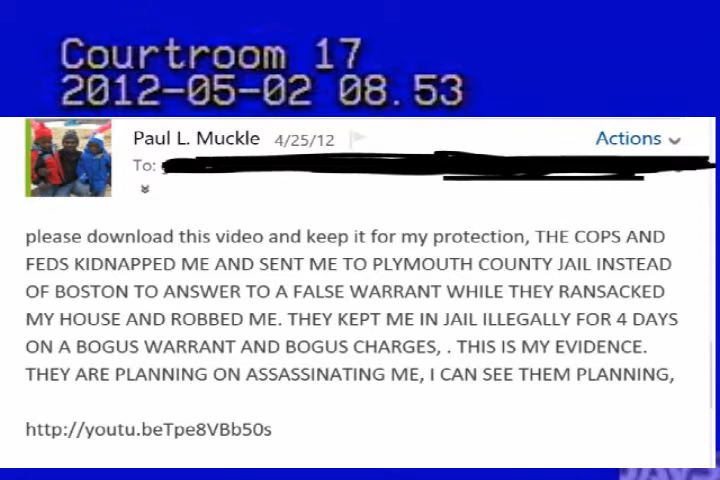 Courtroom 17
2012-05-02 08.53
Paul L. Muckle 4/25/12 Actions
To:
please download this video and keep it for my protection, THE COPS AND
FEDS KIDNAPPED ME AND SENT ME TO PLYMOUTH COUNTY JAIL INSTEAD
OF BOSTON TO ANSWER TO A FALSE WARRANT WHILE THEY RANSACKED
MY HOUSE AND ROBBED ME. THEY KEPT ME IN JAIL ILLEGALLY FOR 4 DAYS
ON A BOGUS WARRANT AND BOGUS CHARGES, . THIS IS MY EVIDENCE.
THEY ARE PLANNING ON ASSASSINATING ME, I CAN SEE THEM PLANNING,
http://youtu.beTpe8VBb50s